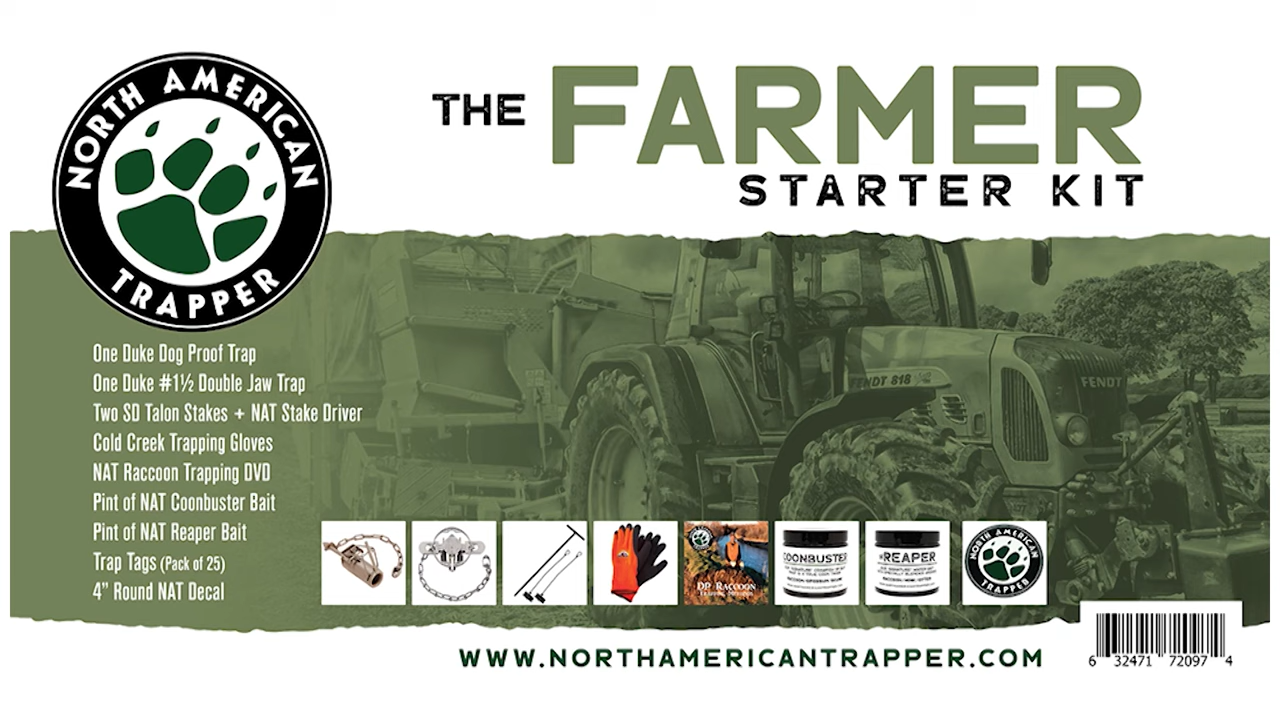 NORTH AMERICAN
TRAPPER
THE FARMER
STARTER KIT
One Duke Dog Proof Trap
One Duke #1½ Double Jaw Trap
Two SD Talon Stakes + NAT Stake Driver
Cold Creek Trapping Gloves
NAT Raccoon Trapping DVD
Pint of NAT Coonbuster Bait
Pint of NAT Reaper Bait
Trap Tags (Pack of 25)
4” Round NAT Decal
FENDT 818
FENDT
DP RACCOON
COONBUSTER
REAPER
NORTH AMERICAN
TRAPPER
WWW.NORTHAMERICANTRAPPER.COM
6 32471 72097 4